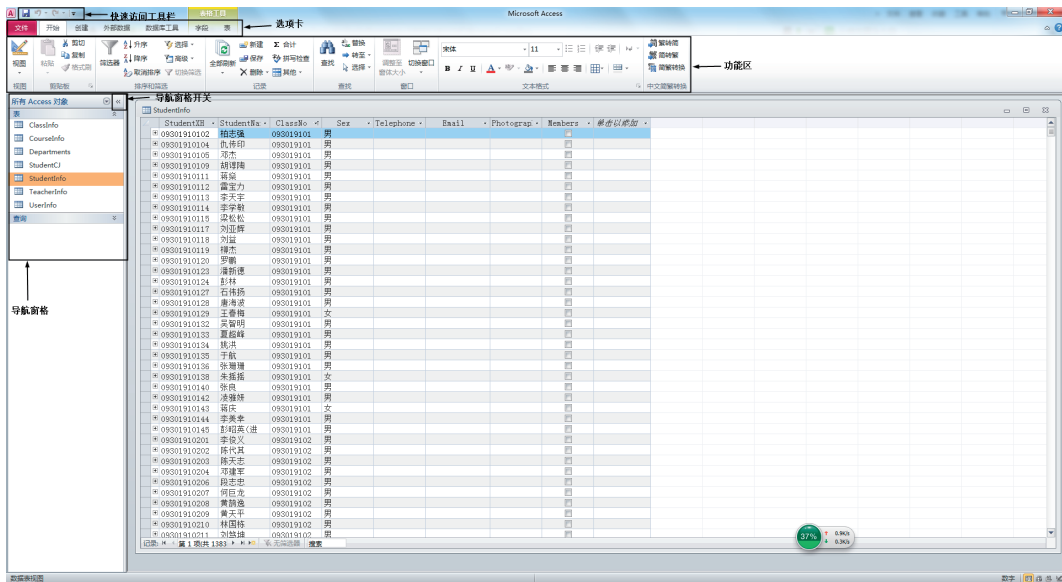 Microsoft Access
快速访问工具栏
表格工具
文件 开始 创建 外部数据 数据库工具 字段 表
选项卡
视图 粘贴 剪切 复制 格式刷 筛选器 升序 降序 取消排序 选择 高级 切换筛选 全部刷新 新建 保存 删除 合计 拼写检查 其他 查找 替换 转至 选择 调整至窗体大小 切换窗口 宋体 11 B I U A 繁转简 简转繁 简繁转换
功能区
视图 剪贴板 排序和筛选 记录 查找 窗口 文本格式 中文简繁转换
导航窗格开关
所有 Access 对象
表
ClassInfo
CourseInfo
Departments
StudentCJ
StudentInfo
TeacherInfo
UserInfo
查询
导航窗格
StudentInfo
StudentXH StudentNa ClassNo Sex Telephone Email Photograp Members 单击以添加
09301910102 柏志强 093019101 男
09301910104 仇传印 093019101 男
09301910105 邓杰 093019101 男
09301910109 胡谆陶 093019101 男
09301910111 蒋燊 093019101 男
09301910112 雷宝力 093019101 男
09301910113 李天宇 093019101 男
09301910114 李学敏 093019101 男
09301910115 梁松松 093019101 男
09301910117 刘亚辉 093019101 男
09301910118 刘益 093019101 男
09301910119 柳杰 093019101 男
09301910120 罗鹏 093019101 男
09301910123 潘新德 093019101 男
09301910124 彭林 093019101 男
09301910127 石伟扬 093019101 男
09301910128 唐海波 093019101 男
09301910129 王春梅 093019101 女
09301910132 吴智明 093019101 男
09301910133 夏超峰 093019101 男
09301910134 姚洪 093019101 男
09301910135 于航 093019101 男
09301910136 张珊珊 093019101 男
09301910138 朱摇摇 093019101 女
09301910140 张良 093019101 男
09301910142 凌雅妍 093019101 男
09301910143 蒋庆 093019101 女
09301910144 李美幸 093019101 男
09301910145 彭昭英(进 093019101 男
09301910201 李俊义 093019102 男
09301910202 陈代其 093019102 男
09301910203 陈天志 093019102 男
09301910204 邓建军 093019102 男
09301910206 段志忠 093019102 男
09301910207 何巨龙 093019102 男
09301910208 黄韵逸 093019102 男
09301910209 黄天平 093019102 男
09301910210 林国栋 093019102 男
09301910211 093019102 男
记录: 第 1 项(共 1383 无筛选器 搜索
37% 0.9K/s
0.3K/s
数据表视图
数字